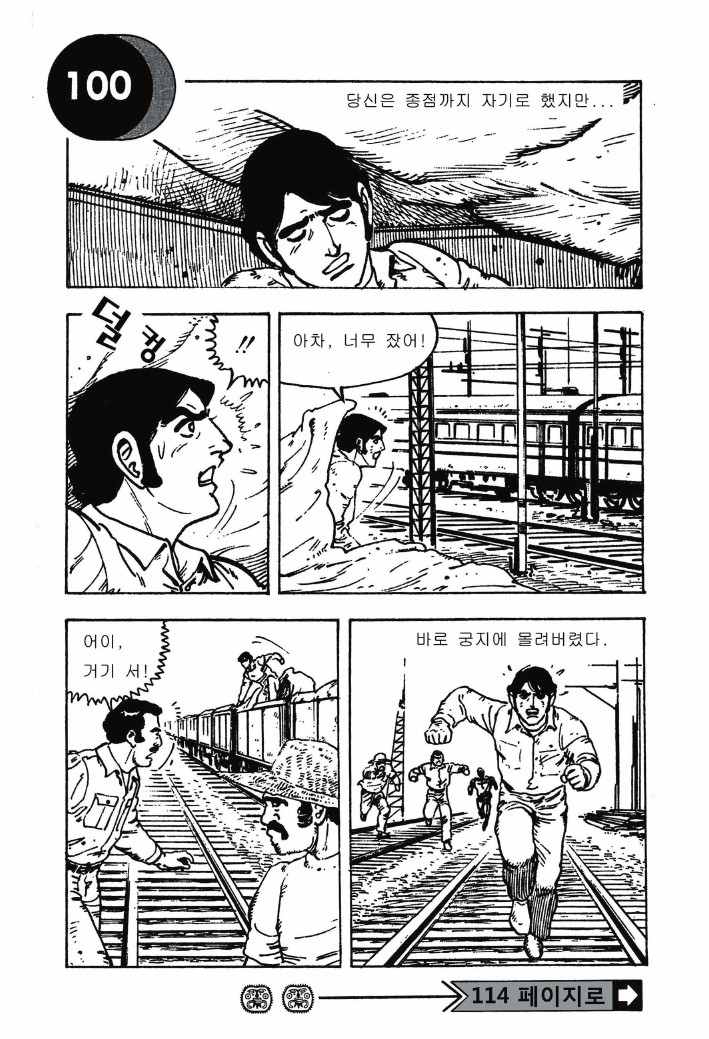 100
당신은 종점까지 자기로 했지만...
덜컹
!!
아차, 너무 잤어!
어이,
거기 서!
바로 궁지에 몰려버렸다.
114 페이지로